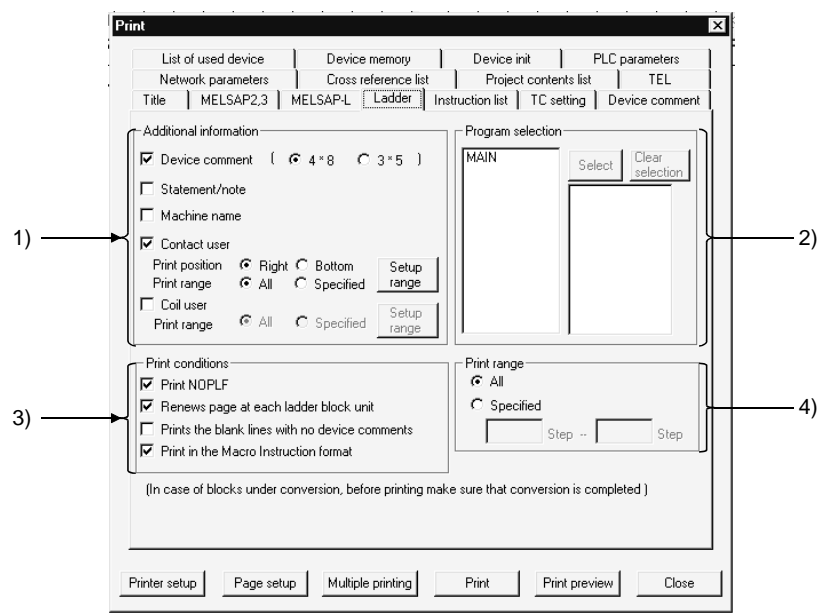 Print
List of used device Device memory Device init PLC parameters
Network parameters Cross reference list Project contents list TEL
Title MELSAP2,3 MELSAP-L Ladder Instruction list TC setting Device comment
Additional information
Device comment ( 4*8 3*5 )
Statement/note
Machine name
Contact user
Print position Right Bottom Setup range
Print range All Specified
Coil user
Print range All Specified Setup range
1)
Program selection
MAIN
Select Clear selection
2)
Print conditions
Print NOPLF
Renews page at each ladder block unit
Prints the blank lines with no device comments
Print in the Macro Instruction format
3)
Print range
All
Specified
Step -- Step
4)
(In case of blocks under conversion, before printing make sure that conversion is completed )
Printer setup Page setup Multiple printing Print Print preview Close